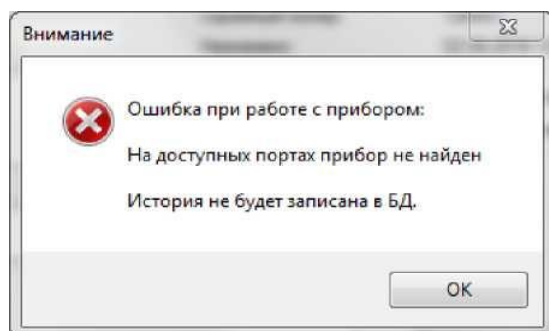 Внимание
Ошибка при работе с прибором:
На доступных портах прибор не найден
История не будет записана в БД.
OK